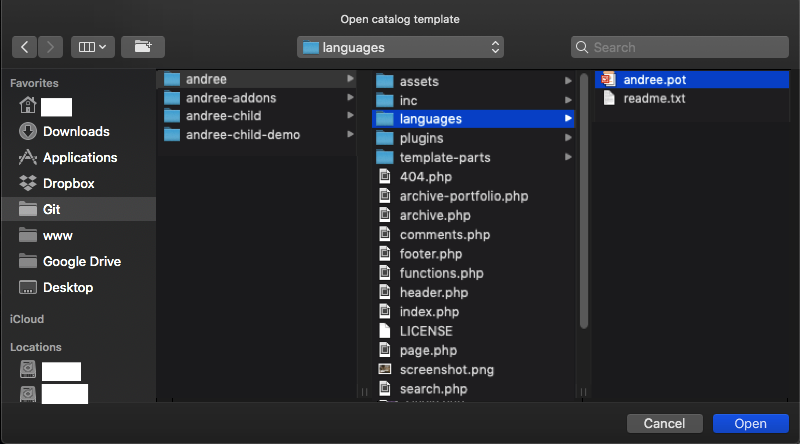 Open catalog template
languages
Search
Favorites
Downloads
Applications
Dropbox
Git
www
Google Drive
Desktop
iCloud
Locations
andree
andree-addons
andree-child
andree-child-demo
assets
inc
languages
plugins
template-parts
404.php
archive-portfolio.php
archive.php
comments.php
footer.php
functions.php
header.php
index.php
LICENSE
page.php
screenshot.png
search.php
andree.pot
readme.txt
Cancel
Open